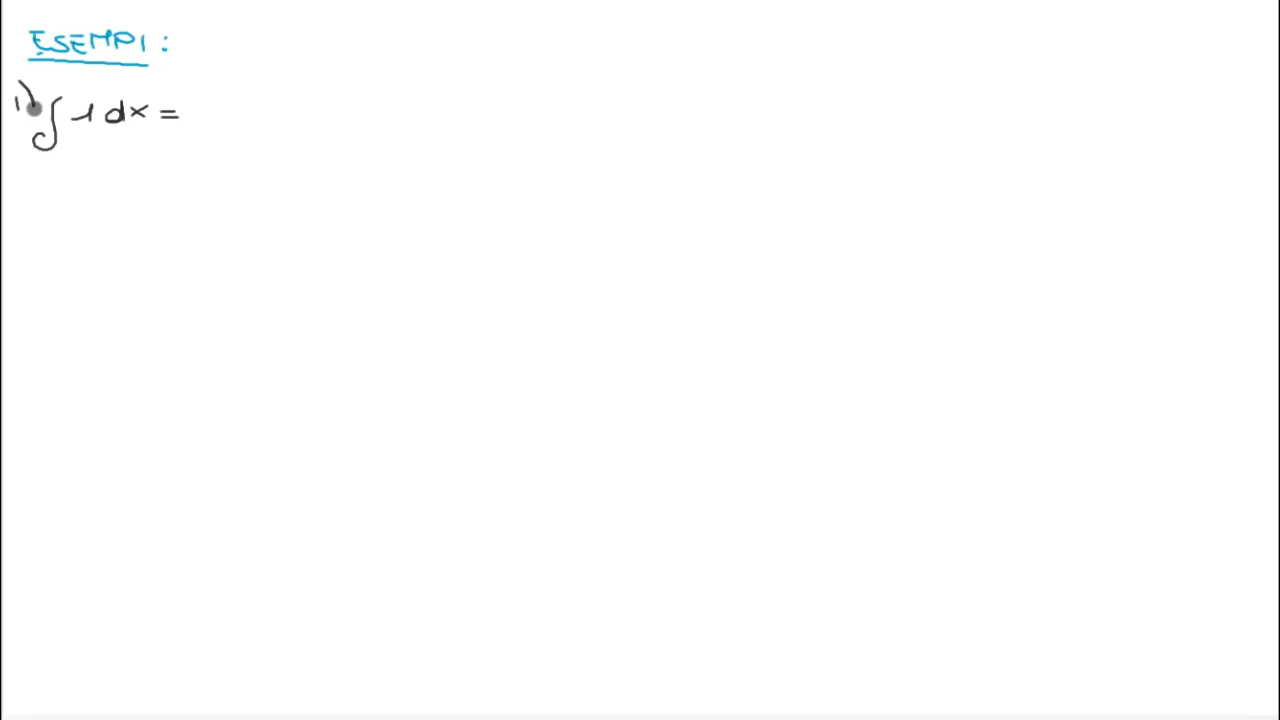 ESEMPI:
1) ∫ 1 dx =